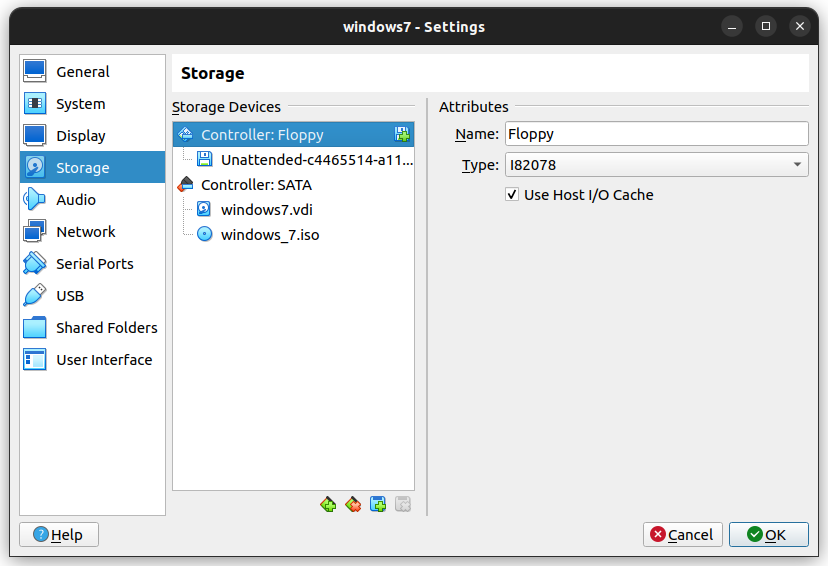 windows7 - Settings
General
System
Display
Storage
Audio
Network
Serial Ports
USB
Shared Folders
User Interface
Storage
Storage Devices
Controller: Floppy
Unattended-c4465514-a11...
Controller: SATA
windows7.vdi
windows_7.iso
Attributes
Name: Floppy
Type: I82078
Use Host I/O Cache
Help
Cancel
OK